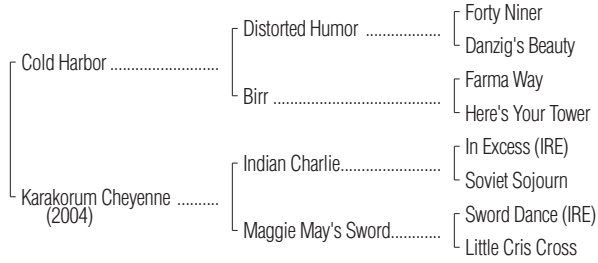 Forty Niner
Distorted Humor ..................
Danzig's Beauty
Cold Harbor ..........................
Farma Way
Birr ........................................
Here's Your Tower
In Excess (IRE)
Indian Charlie........................
Soviet Sojourn
Karakorum Cheyenne ..........
(2004)
Sword Dance (IRE)
Maggie May's Sword............
Little Cris Cross